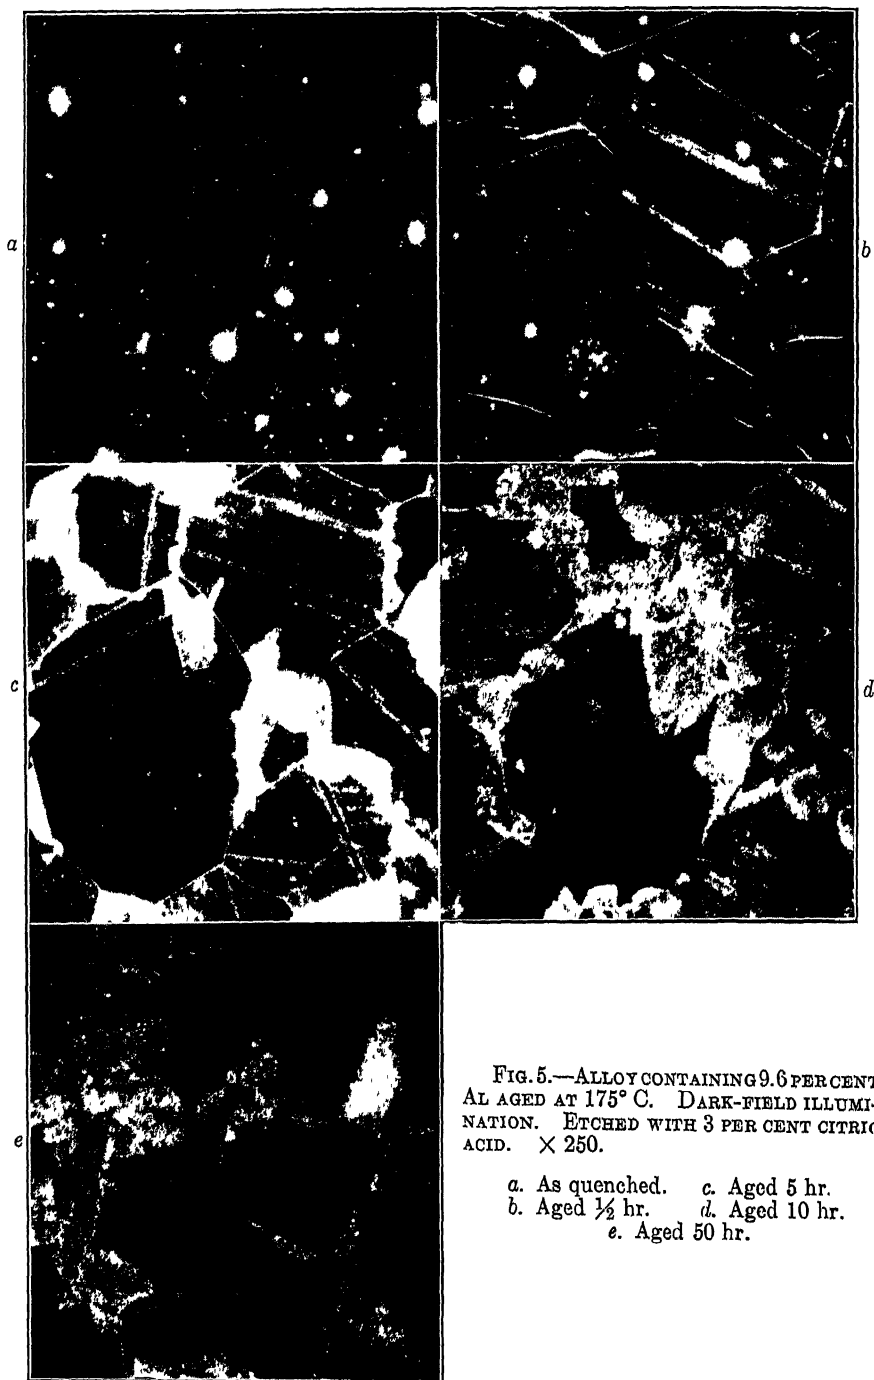 a
b
c
d
e
FIG. 5.—ALLOY CONTAINING 9.6 PER CENT
AL AGED AT 175° C. DARK-FIELD ILLUMI-
NATION. ETCHED WITH 3 PER CENT CITRIC
ACID. × 250.
a. As quenched. c. Aged 5 hr.
b. Aged ½ hr. d. Aged 10 hr.
e. Aged 50 hr.